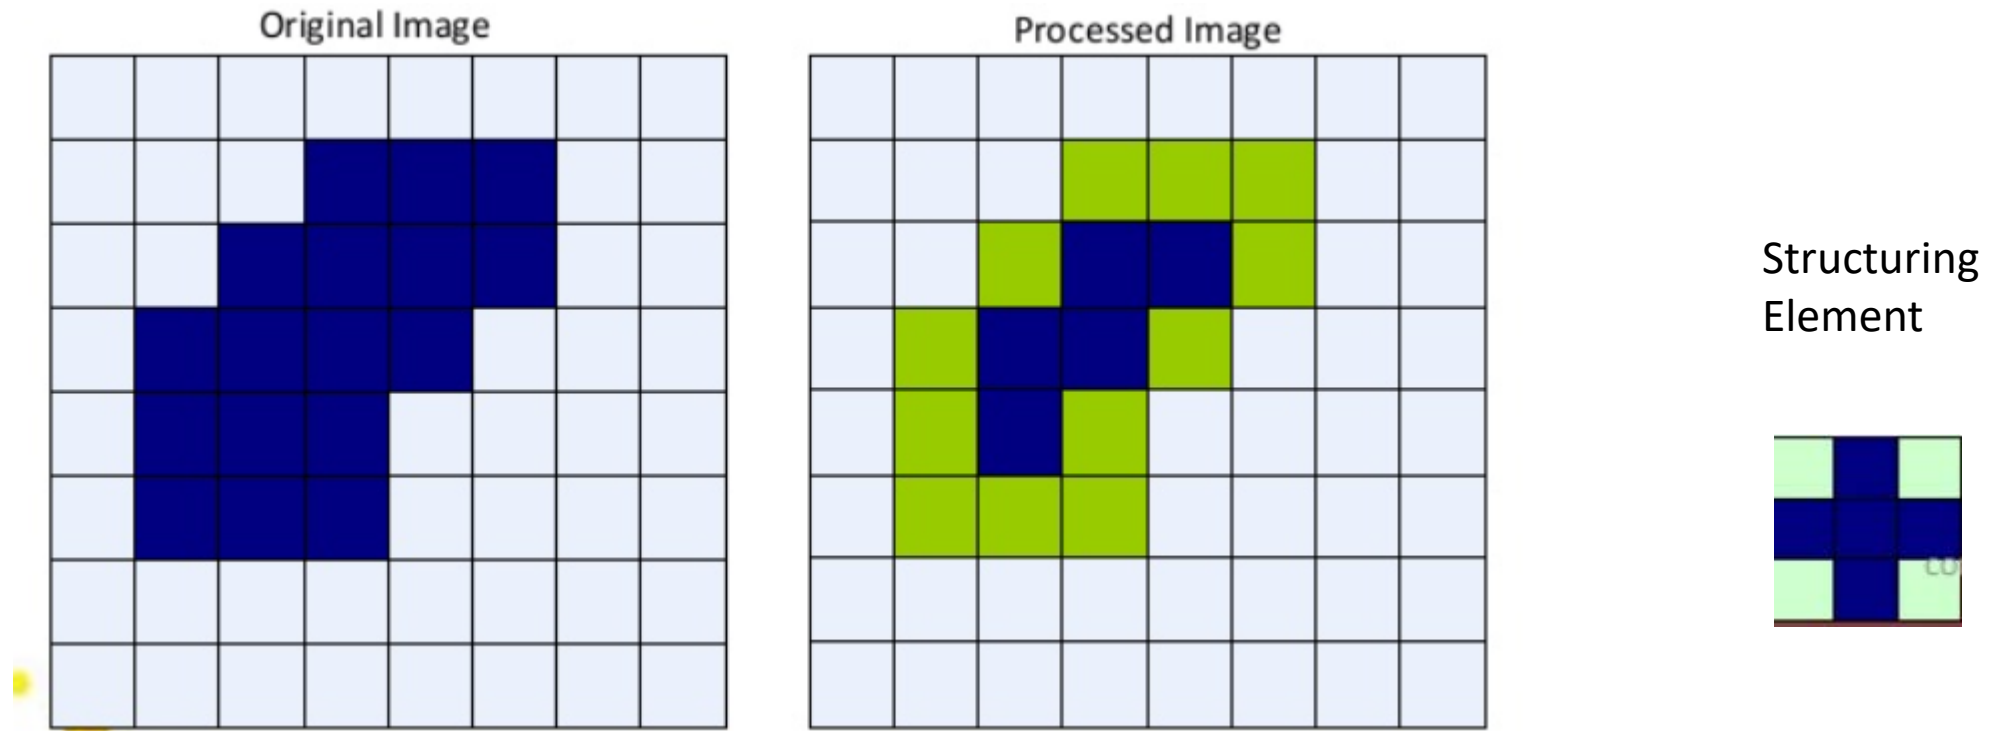 Original Image
Processed Image
Structuring
Element